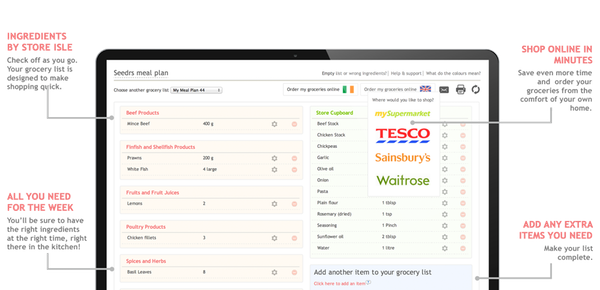 INGREDIENTS
BY STORE ISLE
Check off as you go.
Your grocery list is
designed to make
shopping quick.
ALL YOU NEED
FOR THE WEEK
You'll be sure to have
the right ingredients
at the right time, right
there in the kitchen!
Seedrs meal plan
Empty list or wrong ingredients? | Help & support | What do the colours mean?
Choose another grocery list My Meal Plan 44
Order my groceries online
Order my groceries online
Where would you like to shop?
mySupermarket
TESCO
Sainsbury's
Waitrose
Beef Products
Mince Beef 400 g
Finfish and Shellfish Products
Prawns 200 g
White Fish 4 large
Fruits and Fruit Juices
Lemons 2
Poultry Products
Chicken fillets 3
Spices and Herbs
Basil Leaves 8
Store Cupboard
Beef Stock
Chicken Stock
Chickpeas
Garlic
Olive oil
Onion
Pasta
Plain flour 1 tblsp
Rosemary (dried) 1 tsp
Seasoning 1 Pinch
Sunflower oil 2 tblsp
Water 1 litre
Add another item to your grocery list
Click here to add an item
SHOP ONLINE IN
MINUTES
Save even more time
and order your
groceries from the
comfort of your own
home.
ADD ANY EXTRA
ITEMS YOU NEED
Make your list
complete.